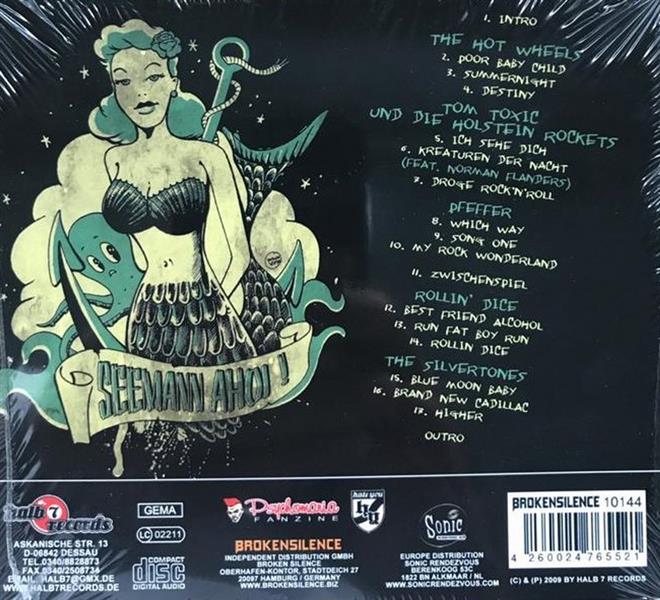 1. INTRO
THE HOT WHEELS
2. POOR BABY CHILD
3. SUMMERNIGHT
4. DESTINY
TOM TOXIC
UND DIE HOLSTEIN ROCKETS
5. ICH SEHE DICH
6. KREATUREN DER NACHT
(FEAT. NORMAN FLANDERS)
7. DROGE ROCK'N'ROLL
PFEFFER
8. WHICH WAY
9. SONG ONE
10. MY ROCK WONDERLAND
11. ZWISCHENSPIEL
ROLLIN' DICE
12. BEST FRIEND ALCOHOL
13. RUN FAT BOY RUN
14. ROLLIN DICE
THE SILVERTONES
15. BLUE MOON BABY
16. BRAND NEW CADILLAC
17. HIGHER
OUTRO
SEEMANN AHOI!
halb 7
records
ASKANISCHE STR. 13
D-06842 DESSAU
TEL.0340/8828873
FAX 0340/2508734
EMAIL HALB7@GMX.DE
WWW.HALB7RECORDS.DE
GEMA
LC 02211
COMPACT
disc
DIGITAL AUDIO
Psychomania
FANZINE
BROKENSILENCE
INDEPENDENT DISTRIBUTION GMBH
BROKEN SILENCE
OBERHAFEN-KONTOR, STADTDEICH 27
20097 HAMBURG / GERMANY
WWW.BROKENSILENCE.BIZ
hate you
Sonic
EUROPE DISTRIBUTION
SONIC RENDEZVOUS
BERENKOOG 53C
1822 BN ALKMAAR / NL
WWW.SONICRENDEZVOUS.COM
BROKENSILENCE 10144
4 260024 765521
(C) & (P) 2009 BY HALB 7 RECORDS